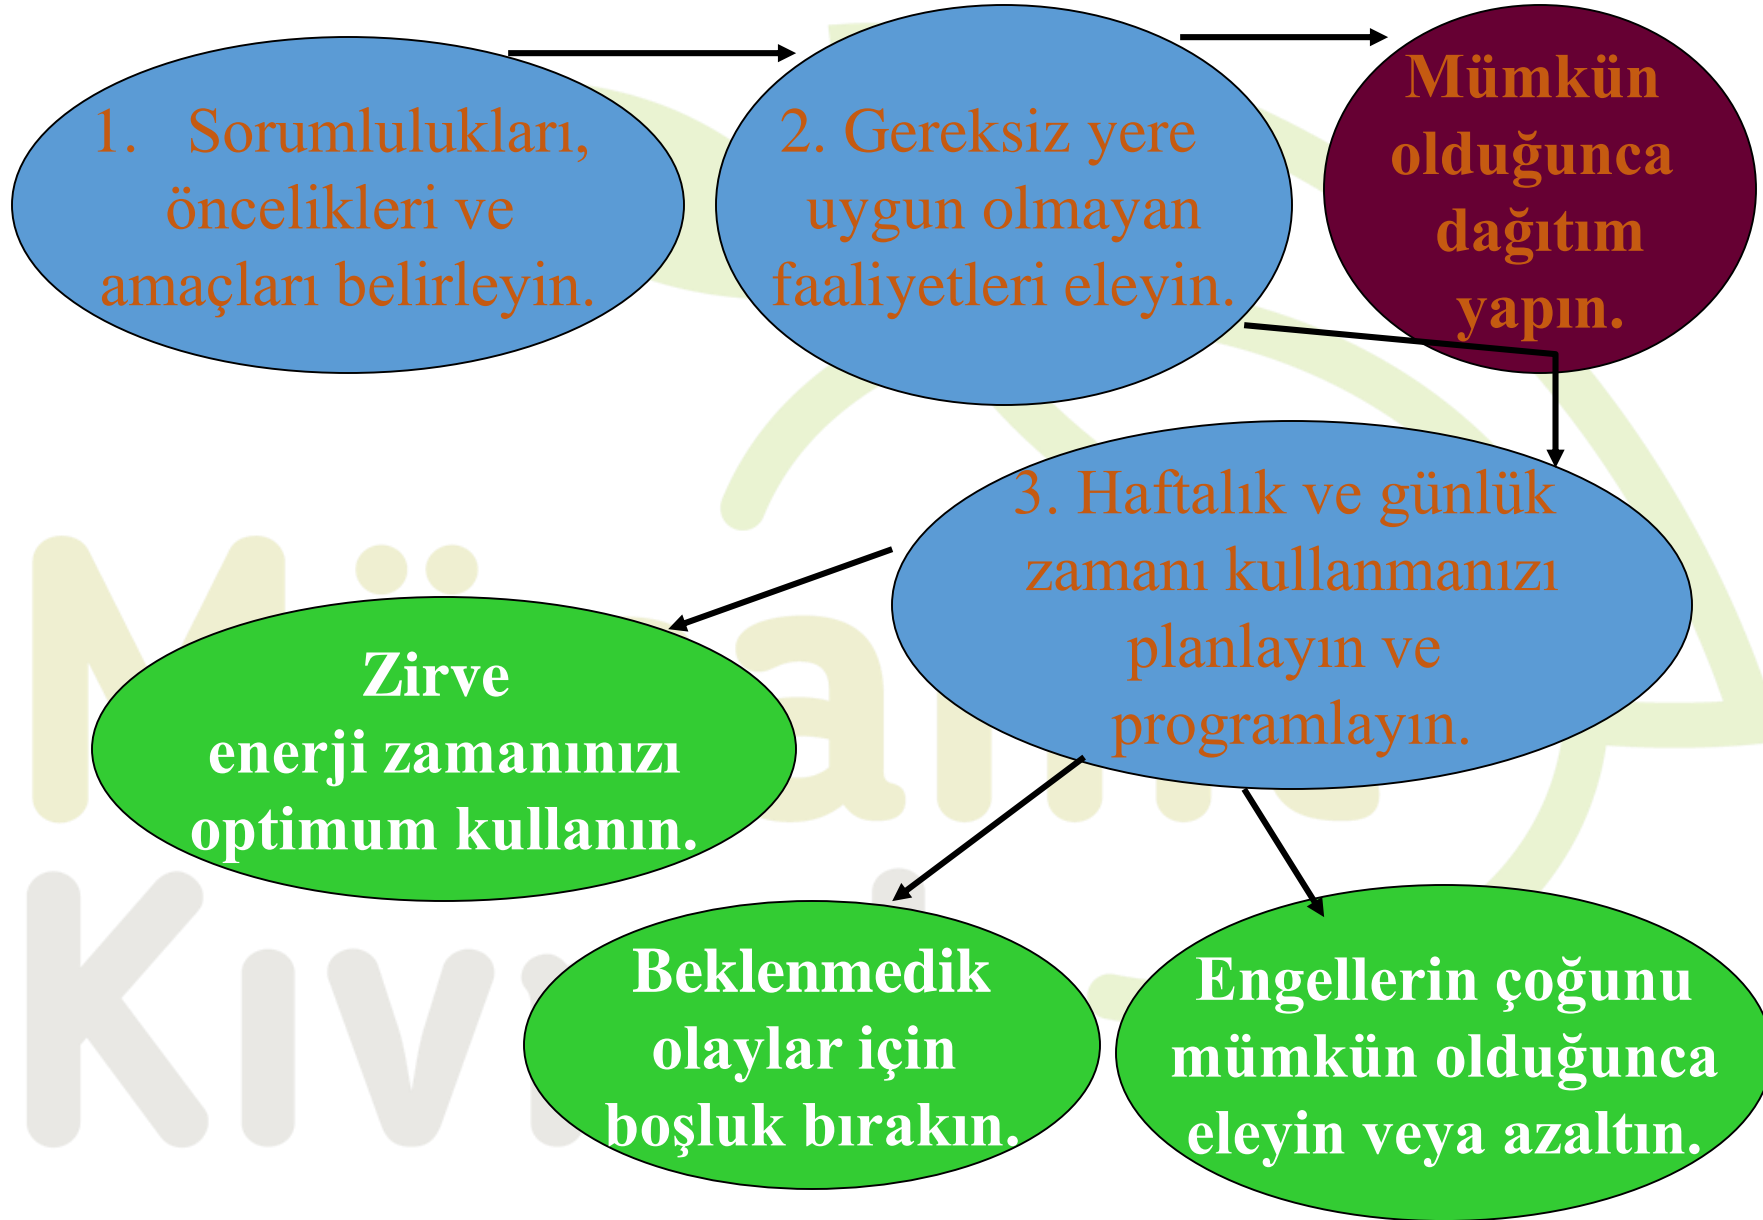 1. Sorumlulukları,
öncelikleri ve
amaçları belirleyin.
2. Gereksiz yere
uygun olmayan
faaliyetleri eleyin.
Mümkün
olduğunca
dağıtım
yapın.
3. Haftalık ve günlük
zamanı kullanmanızı
planlayın ve
programlayın.
Zirve
enerji zamanınızı
optimum kullanın.
Beklenmedik
olaylar için
boşluk bırakın.
Engellerin çoğunu
mümkün olduğunca
eleyin veya azaltın.